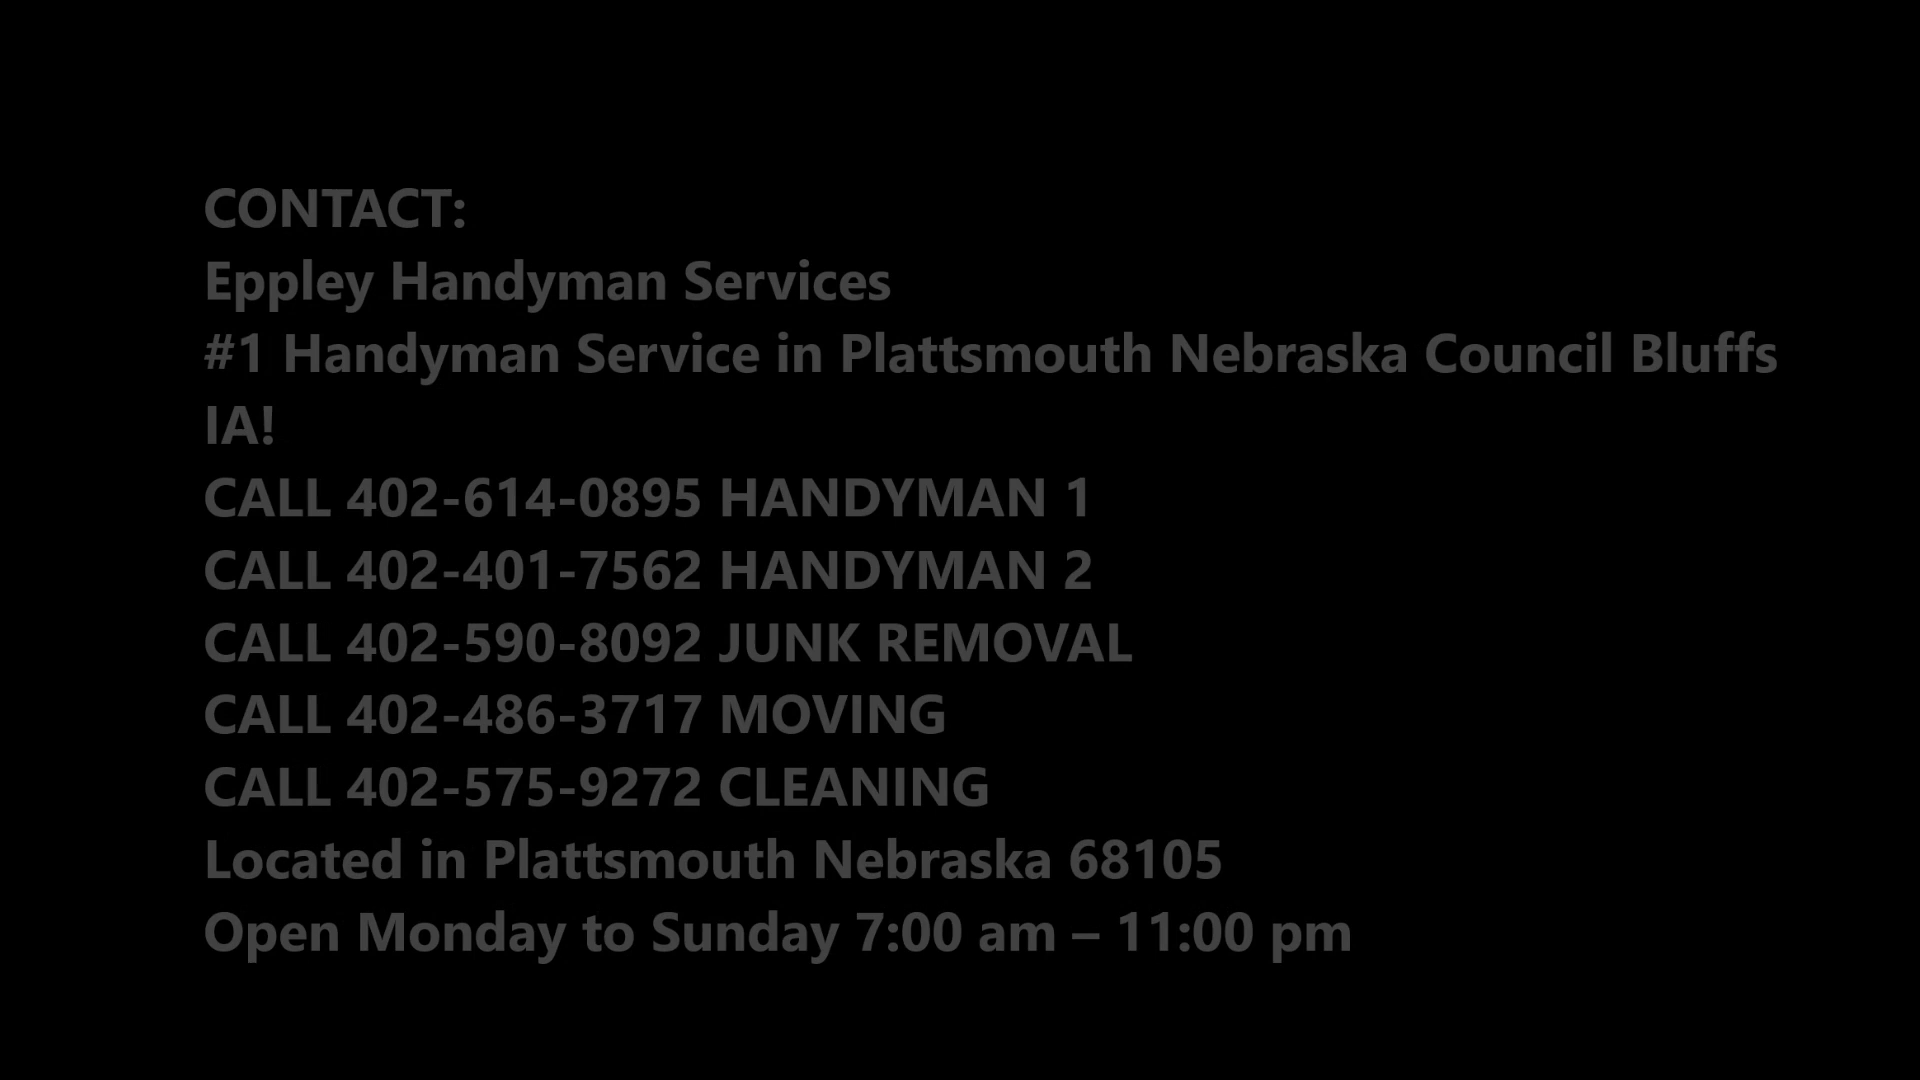 CONTACT:
Eppley Handyman Services
#1 Handyman Service in Plattsmouth Nebraska Council Bluffs
IA!
CALL 402-614-0895 HANDYMAN 1
CALL 402-401-7562 HANDYMAN 2
CALL 402-590-8092 JUNK REMOVAL
CALL 402-486-3717 MOVING
CALL 402-575-9272 CLEANING
Located in Plattsmouth Nebraska 68105
Open Monday to Sunday 7:00 am – 11:00 pm